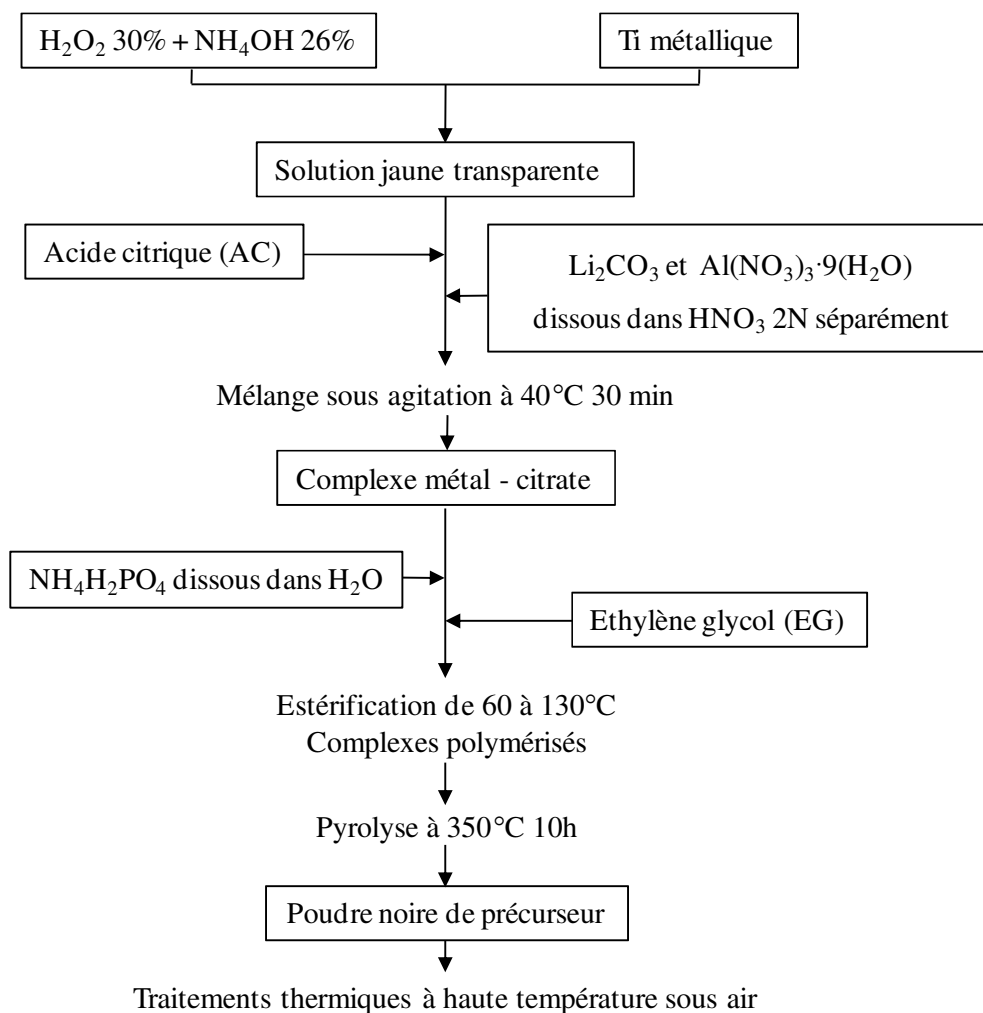 H₂O₂ 30% + NH₄OH 26%
Ti métallique
Solution jaune transparente
Acide citrique (AC)
Li₂CO₃ et Al(NO₃)₃·9(H₂O)
dissous dans HNO₃ 2N séparément
Mélange sous agitation à 40°C 30 min
Complexe métal - citrate
NH₄H₂PO₄ dissous dans H₂O
Ethylène glycol (EG)
Estérification de 60 à 130°C
Complexes polymérisés
Pyrolyse à 350°C 10h
Poudre noire de précurseur
Traitements thermiques à haute température sous air